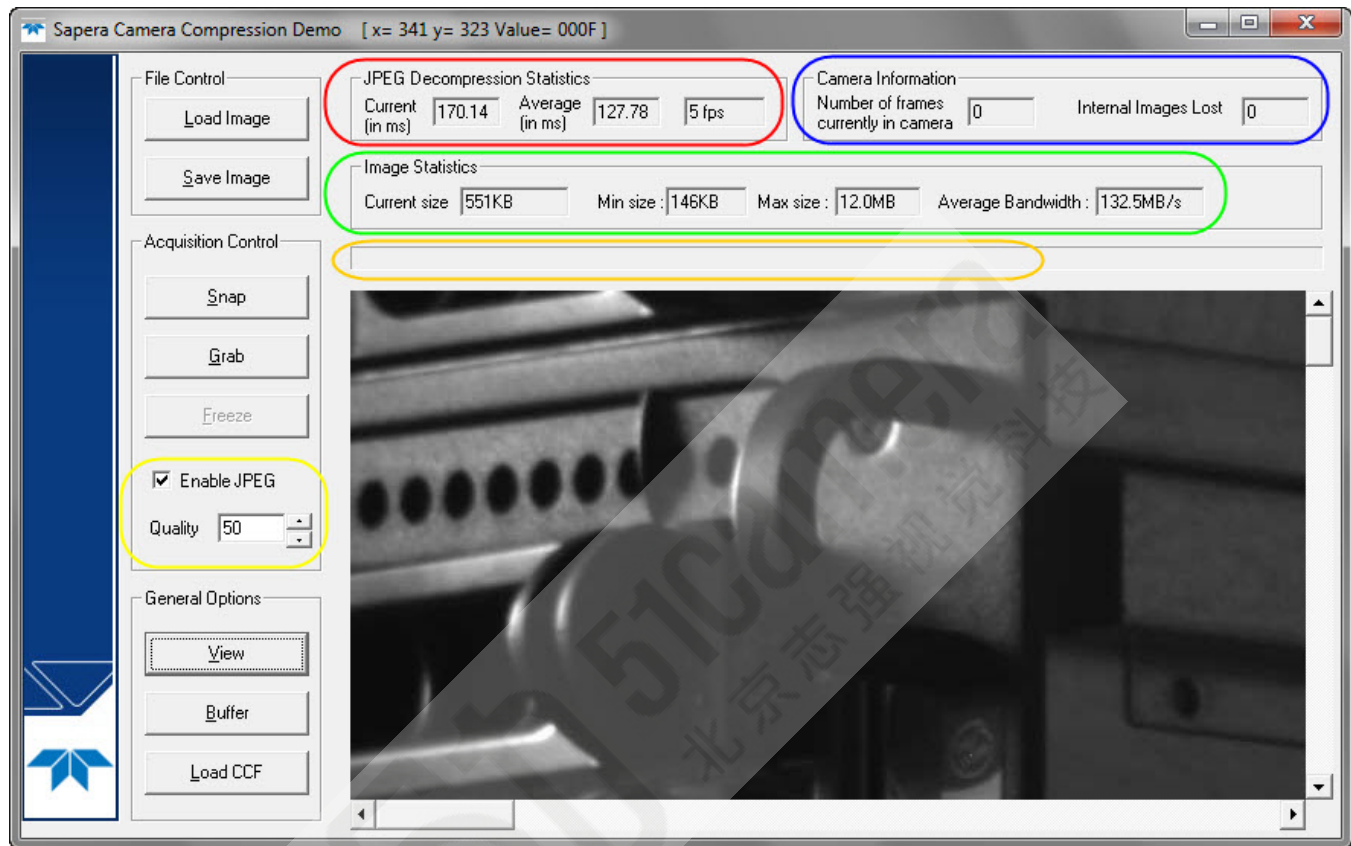 Sapera Camera Compression Demo [ x= 341 y= 323 Value= 000F ]
File Control
Load Image
Save Image
JPEG Decompression Statistics
Current (in ms) 170.14 Average (in ms) 127.78 5 fps
Camera Information
Number of frames currently in camera 0 Internal Images Lost 0
Image Statistics
Current size 551KB Min size : 146KB Max size : 12.0MB Average Bandwidth : 132.5MB/s
Acquisition Control
Snap
Grab
Freeze
Enable JPEG
Quality 50
General Options
View
Buffer
Load CCF
51Camera
北京志强视觉科技